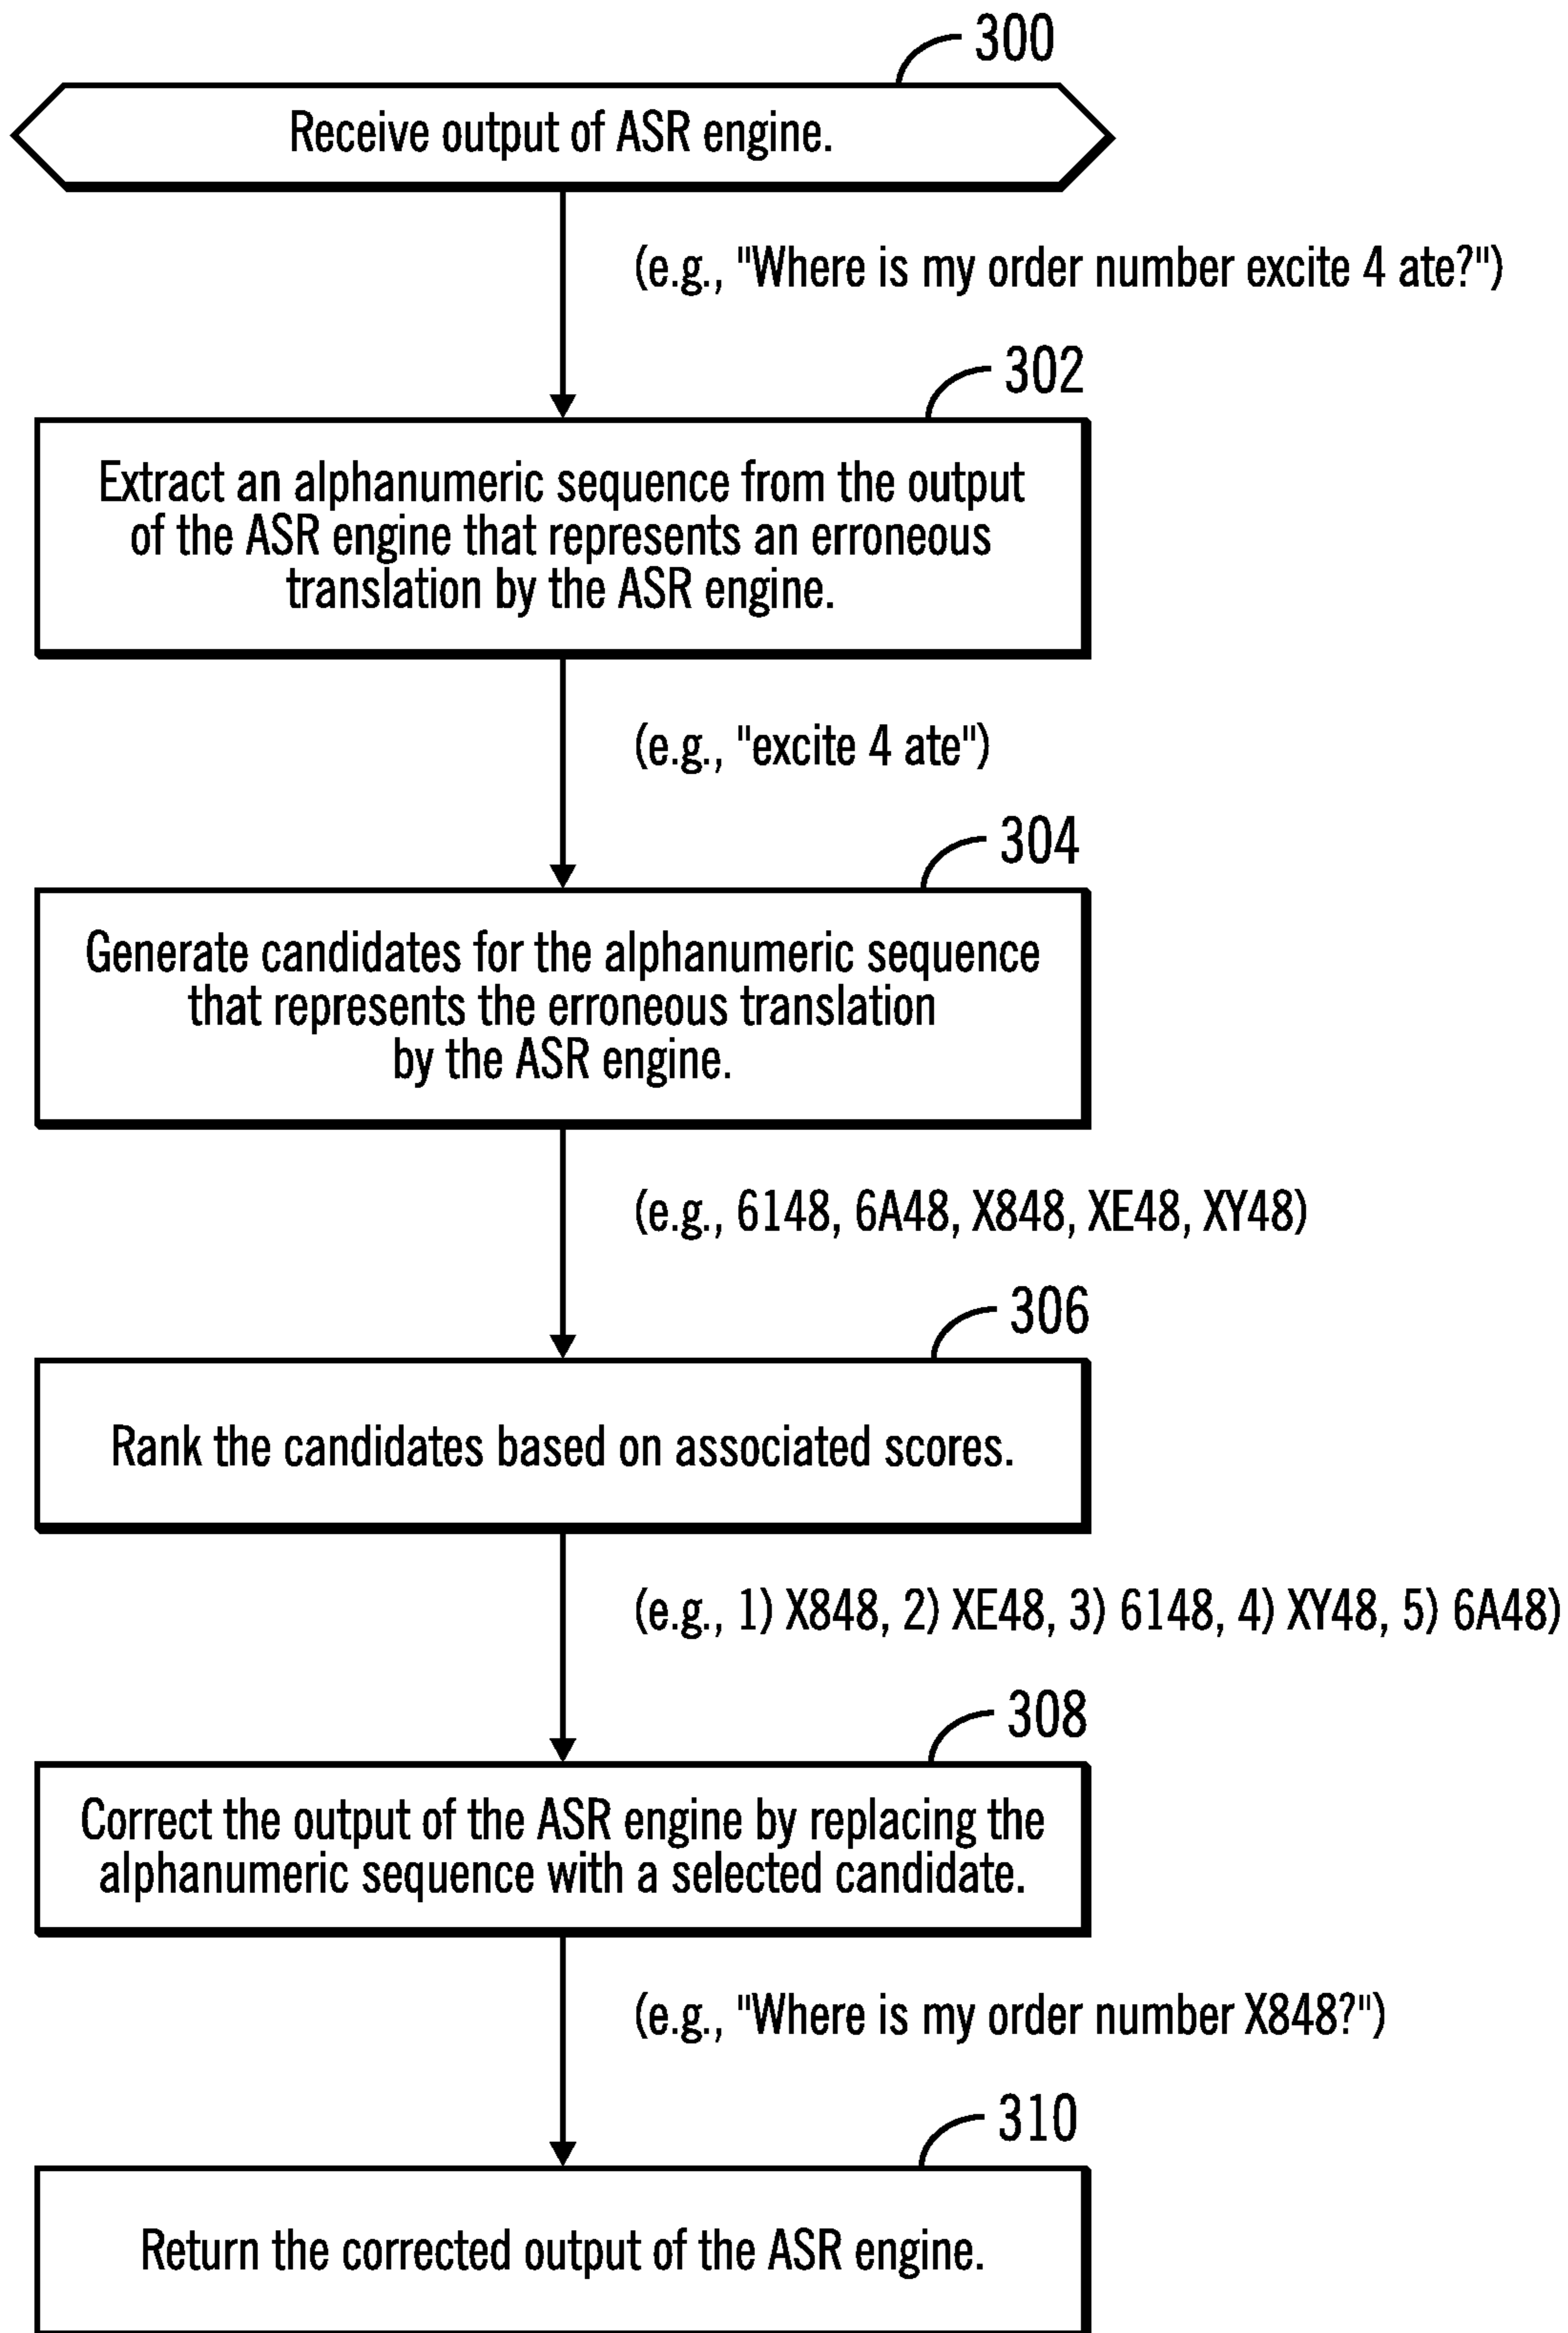 300
Receive output of ASR engine.
(e.g., "Where is my order number excite 4 ate?")
302
Extract an alphanumeric sequence from the output
of the ASR engine that represents an erroneous
translation by the ASR engine.
(e.g., "excite 4 ate")
304
Generate candidates for the alphanumeric sequence
that represents the erroneous translation
by the ASR engine.
(e.g., 6148, 6A48, X848, XE48, XY48)
306
Rank the candidates based on associated scores.
(e.g., 1) X848, 2) XE48, 3) 6148, 4) XY48, 5) 6A48)
308
Correct the output of the ASR engine by replacing the
alphanumeric sequence with a selected candidate.
(e.g., "Where is my order number X848?")
310
Return the corrected output of the ASR engine.